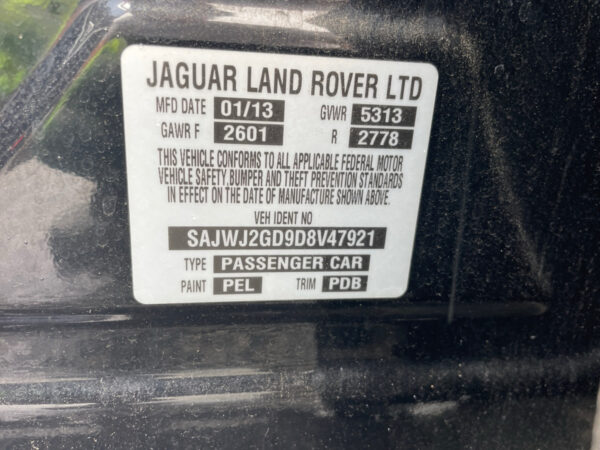 JAGUAR LAND ROVER LTD
MFD DATE 01/13 GVWR 5313
GAWR F 2601 R 2778
THIS VEHICLE CONFORMS TO ALL APPLICABLE FEDERAL MOTOR
VEHICLE SAFETY, BUMPER AND THEFT PREVENTION STANDARDS
IN EFFECT ON THE DATE OF MANUFACTURE SHOWN ABOVE.
VEH IDENT NO
SAJWJ2GD9D8V47921
TYPE PASSENGER CAR
PAINT PEL TRIM PDB